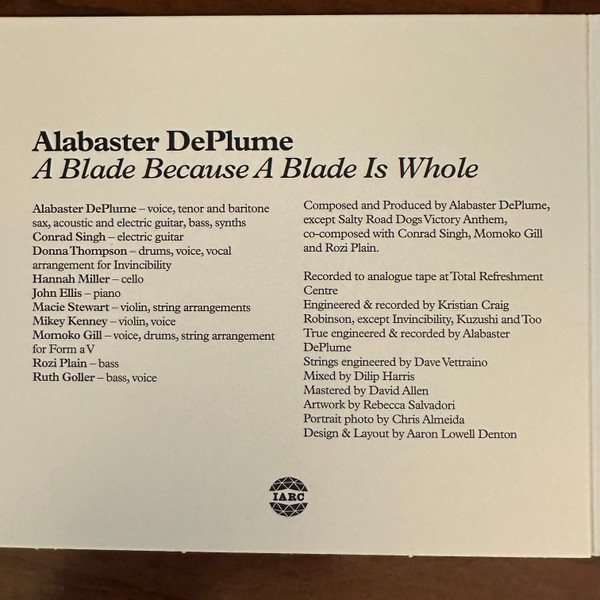 Alabaster DePlume
A Blade Because A Blade Is Whole
Alabaster DePlume – voice, tenor and baritone
sax, acoustic and electric guitar, bass, synths
Conrad Singh – electric guitar
Donna Thompson – drums, voice, vocal
arrangement for Invincibility
Hannah Miller – cello
John Ellis – piano
Macie Stewart – violin, string arrangements
Mikey Kenney – violin, voice
Momoko Gill – voice, drums, string arrangement
for Form a V
Rozi Plain – bass
Ruth Goller – bass, voice
Composed and Produced by Alabaster DePlume,
except Salty Road Dogs Victory Anthem,
co-composed with Conrad Singh, Momoko Gill
and Rozi Plain.
Recorded to analogue tape at Total Refreshment
Centre
Engineered & recorded by Kristian Craig
Robinson, except Invincibility, Kuzushi and Too
True engineered & recorded by Alabaster
DePlume
Strings engineered by Dave Vettraino
Mixed by Dilip Harris
Mastered by David Allen
Artwork by Rebecca Salvadori
Portrait photo by Chris Almeida
Design & Layout by Aaron Lowell Denton
IARC